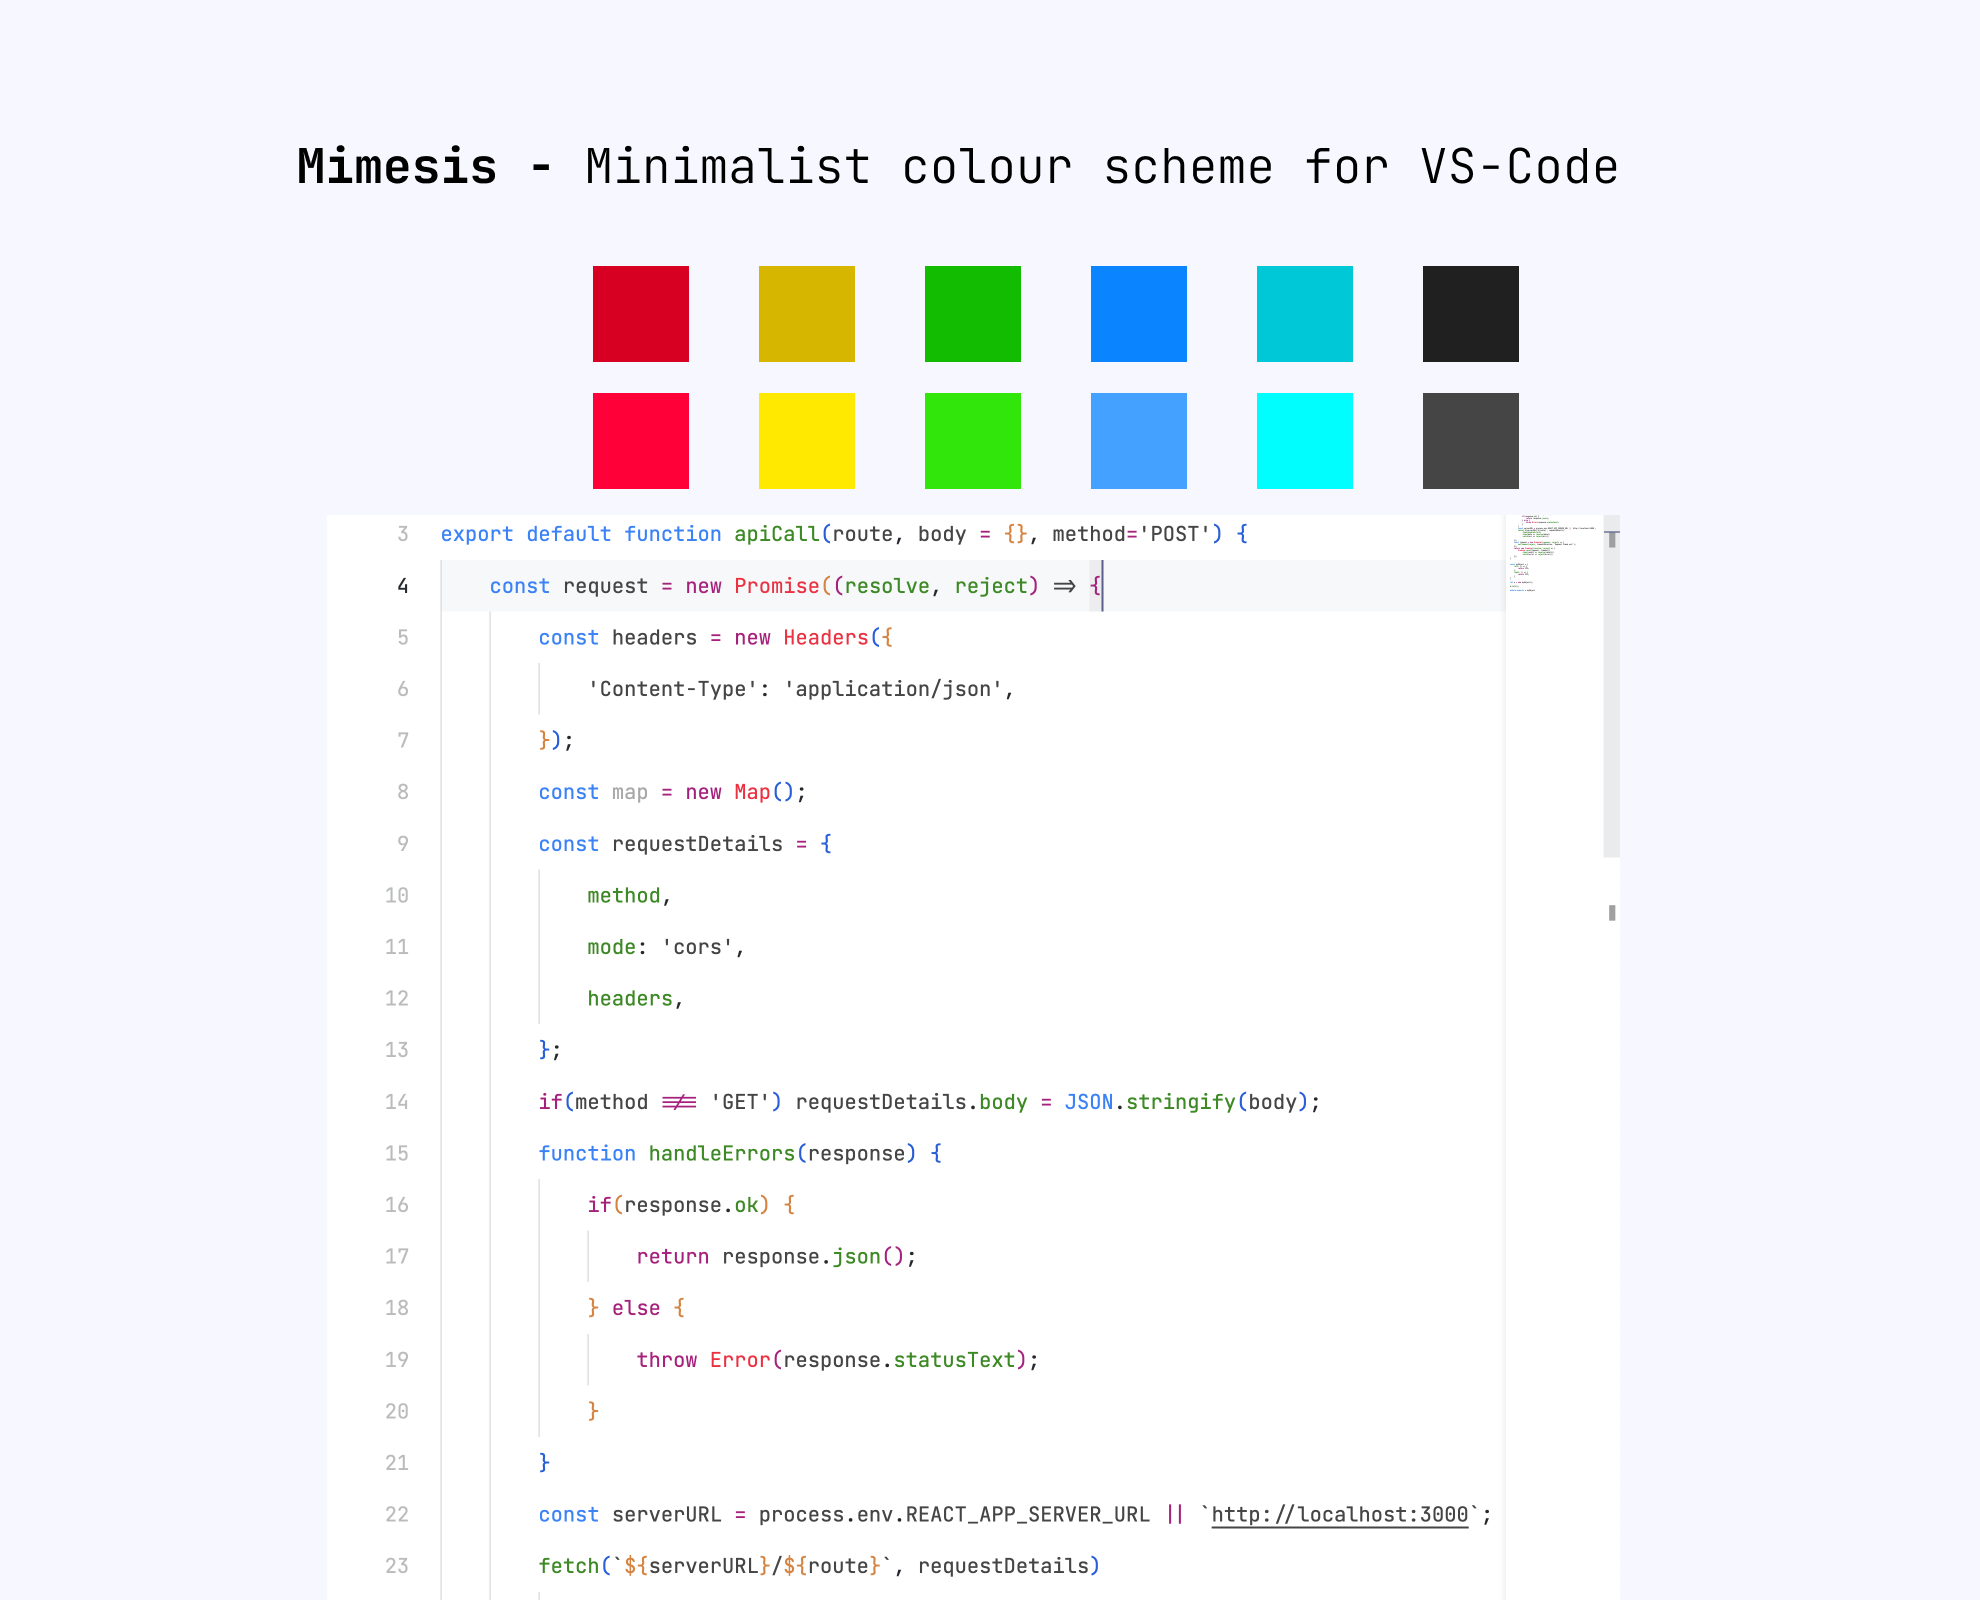 Mimesis - Minimalist colour scheme for VS-Code
3 export default function apiCall(route, body = {}, method='POST') {
4 const request = new Promise((resolve, reject) => {
5 const headers = new Headers({
6 'Content-Type': 'application/json',
7 });
8 const map = new Map();
9 const requestDetails = {
10 method,
11 mode: 'cors',
12 headers,
13 };
14 if(method !== 'GET') requestDetails.body = JSON.stringify(body);
15 function handleErrors(response) {
16 if(response.ok) {
17 return response.json();
18 } else {
19 throw Error(response.statusText);
20 }
21 }
22 const serverURL = process.env.REACT_APP_SERVER_URL || `http://localhost:3000`;
23 fetch(`${serverURL}/${route}`, requestDetails)